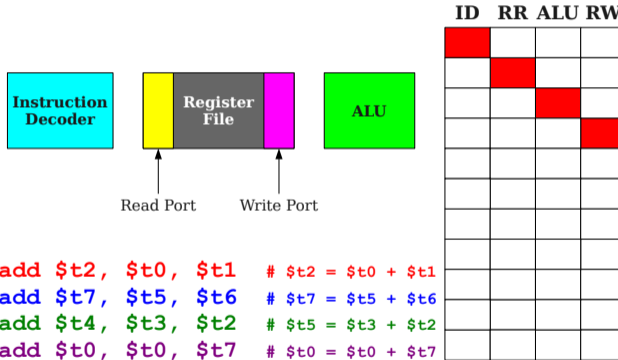 ID RR ALU RW
Instruction
Decoder
Register
File
ALU
Read Port
Write Port
add $t2, $t0, $t1 # $t2 = $t0 + $t1
add $t7, $t5, $t6 # $t7 = $t5 + $t6
add $t4, $t3, $t2 # $t5 = $t3 + $t2
add $t0, $t0, $t7 # $t0 = $t0 + $t7